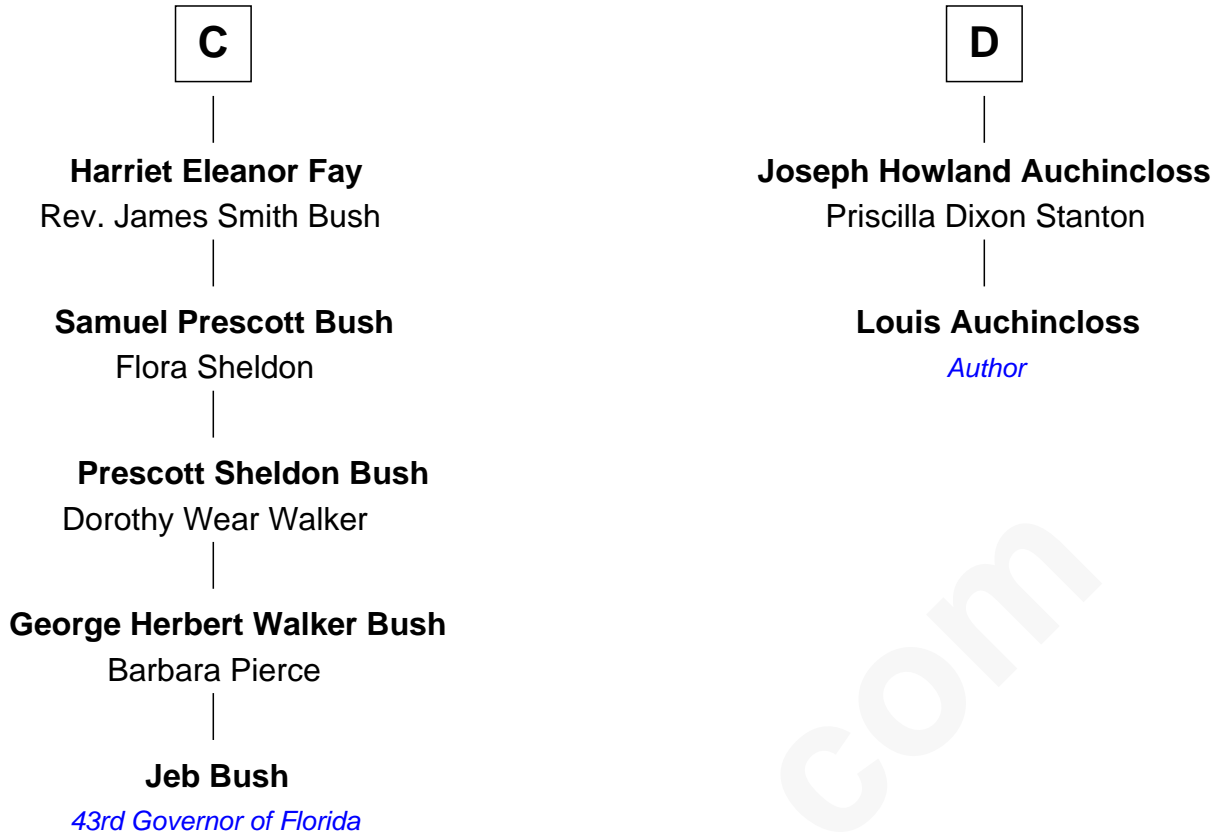 C
Harriet Eleanor Fay
Rev. James Smith Bush
Samuel Prescott Bush
Flora Sheldon
Prescott Sheldon Bush
Dorothy Wear Walker
George Herbert Walker Bush
Barbara Pierce
Jeb Bush
43rd Governor of Florida
D
Joseph Howland Auchincloss
Priscilla Dixon Stanton
Louis Auchincloss
Author
com